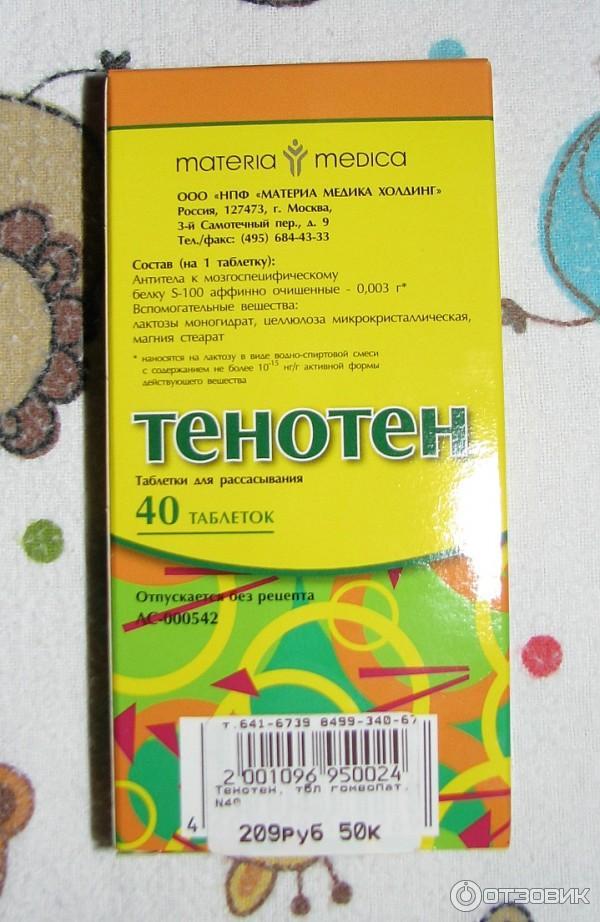 materia medica
ООО «НПФ «МАТЕРИА МЕДИКА ХОЛДИНГ»
Россия, 127473, г. Москва,
3-й Самотечный пер., д. 9
Тел./факс: (495) 684-43-33
Состав (на 1 таблетку):
Антитела к мозгоспецифическому
белку S-100 аффинно очищенные - 0,003 г*
Вспомогательные вещества:
лактозы моногидрат, целлюлоза микрокристаллическая,
магния стеарат
* наносятся на лактозу в виде водно-спиртовой смеси
с содержанием не более 10⁻¹⁵ нг/г активной формы
действующего вещества
ТЕНОТЕН
Таблетки для рассасывания
40 ТАБЛЕТОК
Отпускается без рецепта
ЛС-000542
т.641-6739 8499-340-67
2 001096 950024
Тенотен, тбл гомеопат.
N40
4
209руб 50к
ОТЗОВИК